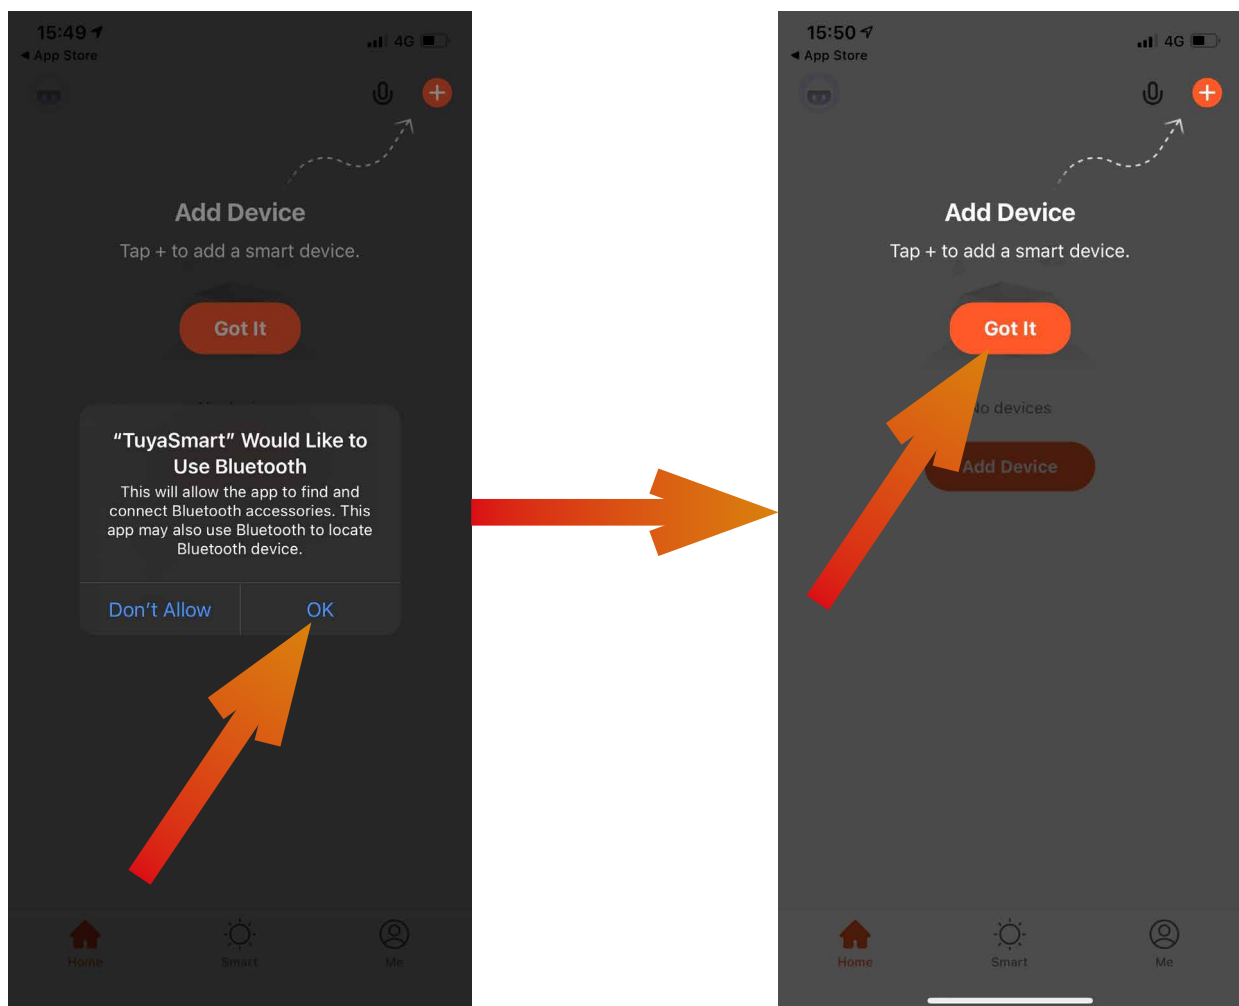 15:49
4G
◀ App Store
Add Device
Tap + to add a smart device.
Got It
“TuyaSmart” Would Like to
Use Bluetooth
This will allow the app to find and
connect Bluetooth accessories. This
app may also use Bluetooth to locate
Bluetooth device.
Don’t Allow
OK
Home
Smart
Me
15:50
4G
◀ App Store
Add Device
Tap + to add a smart device.
Got It
No devices
Add Device
Home
Smart
Me